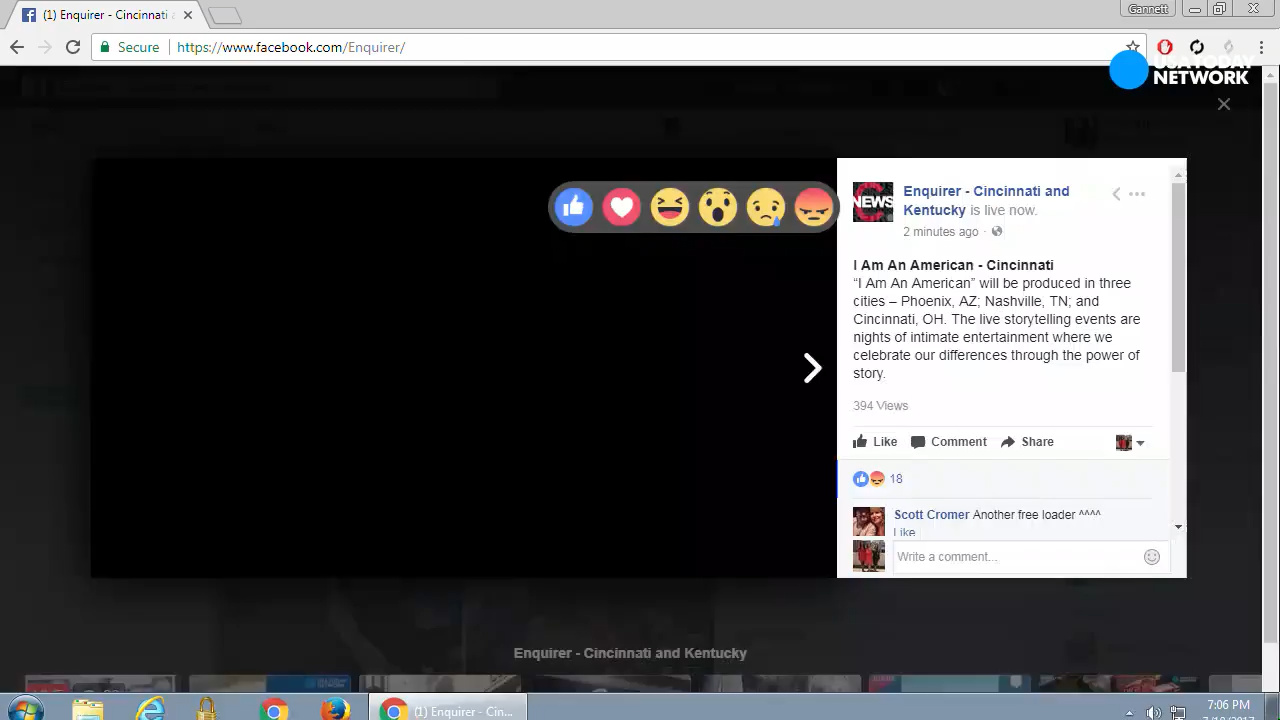 (1) Enquirer - Cincinnati
Gannett
Secure
https://www.facebook.com/Enquirer/
USA TODAY
NETWORK
NEWS
Enquirer - Cincinnati and
Kentucky is live now.
2 minutes ago ·
I Am An American - Cincinnati
“I Am An American” will be produced in three
cities – Phoenix, AZ; Nashville, TN; and
Cincinnati, OH. The live storytelling events are
nights of intimate entertainment where we
celebrate our differences through the power of
story.
394 Views
Like Comment Share
18
Scott Cromer Another free loader ^^^^
Like
Write a comment...
Enquirer - Cincinnati and Kentucky
(1) Enquirer - Cin...
7:06 PM